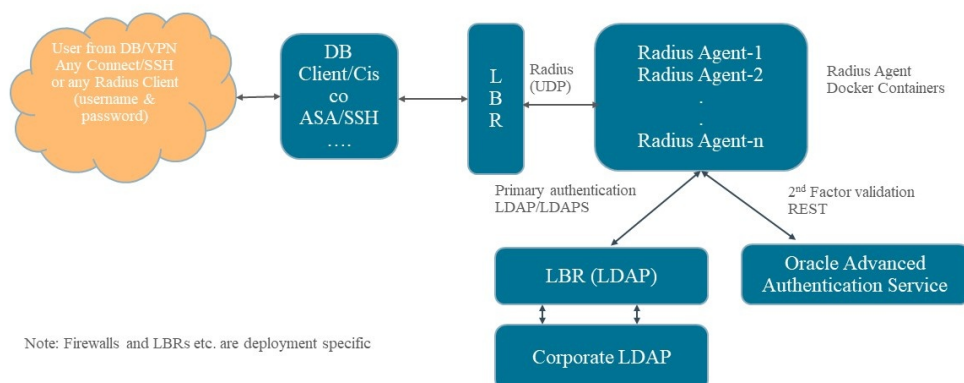 User from DB/VPN
Any Connect/SSH
or any Radius Client
(username &
password)
DB
Client/Cis
co
ASA/SSH
....
L
B
R
Radius
(UDP)
Radius Agent-1
Radius Agent-2
.
.
Radius Agent-n
Radius Agent
Docker Containers
Primary authentication
LDAP/LDAPS
2nd Factor validation
REST
LBR (LDAP)
Oracle Advanced
Authentication Service
Note: Firewalls and LBRs etc. are deployment specific
Corporate LDAP